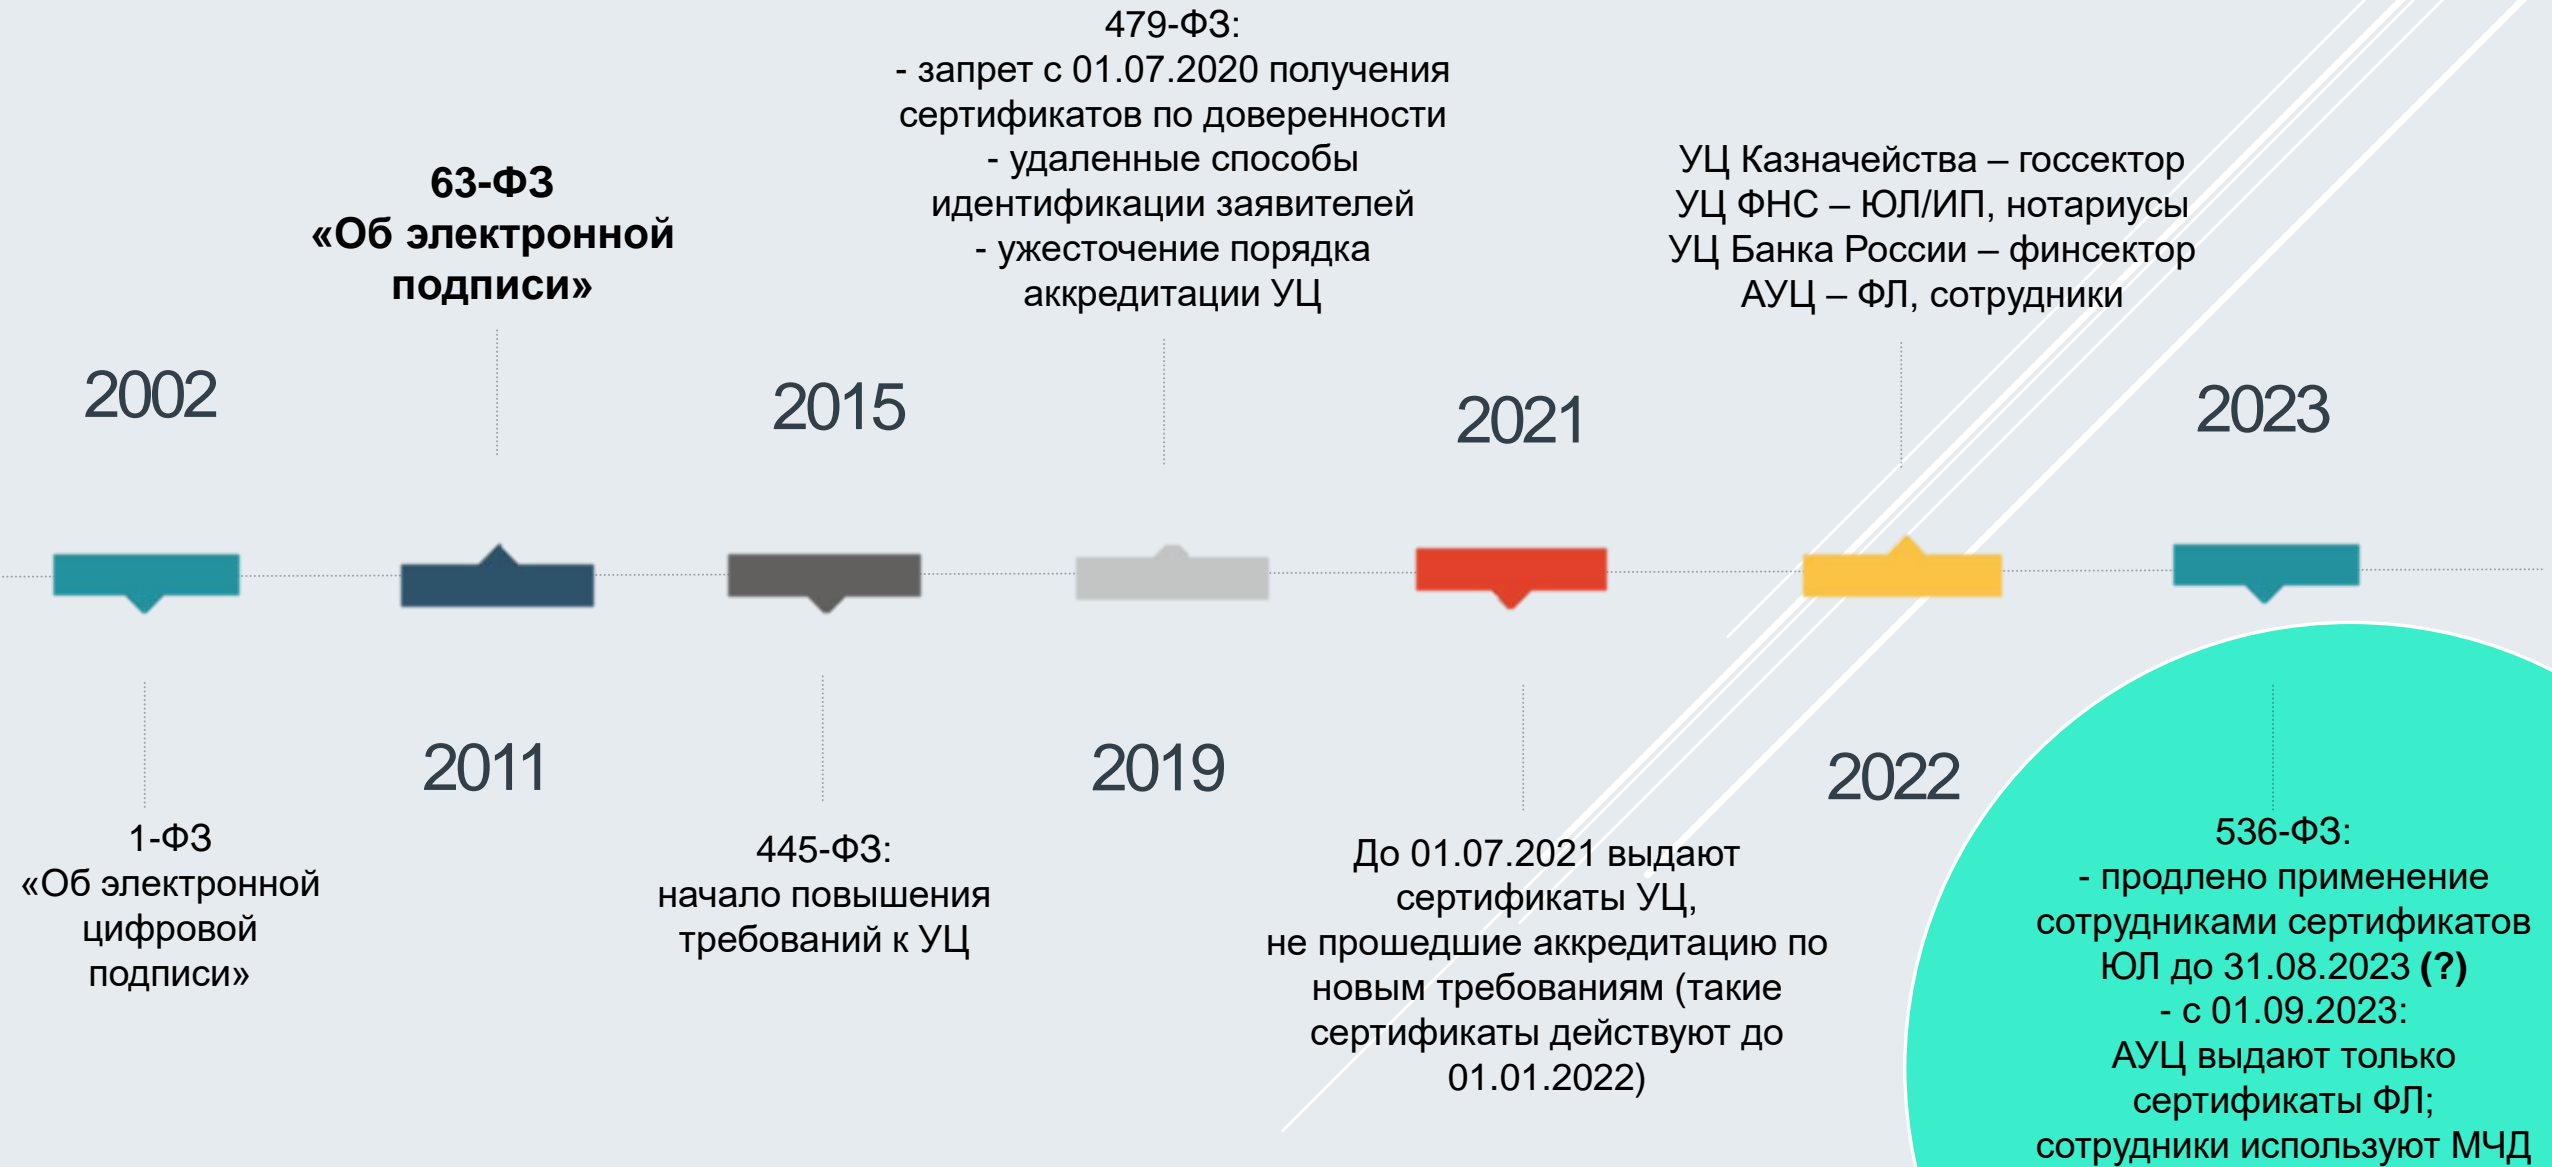 2002
1-ФЗ
«Об электронной
цифровой
подписи»
63-ФЗ
«Об электронной
подписи»
2011
2015
445-ФЗ:
начало повышения
требований к УЦ
479-ФЗ:
- запрет с 01.07.2020 получения
сертификатов по доверенности
- удаленные способы
идентификации заявителей
- ужесточение порядка
аккредитации УЦ
2019
2021
До 01.07.2021 выдают
сертификаты УЦ,
не прошедшие аккредитацию по
новым требованиям (такие
сертификаты действуют до
01.01.2022)
УЦ Казначейства – госсектор
УЦ ФНС – ЮЛ/ИП, нотариусы
УЦ Банка России – финсектор
АУЦ – ФЛ, сотрудники
2022
2023
536-ФЗ:
- продлено применение
сотрудниками сертификатов
ЮЛ до 31.08.2023 (?)
- с 01.09.2023:
АУЦ выдают только
сертификаты ФЛ;
сотрудники используют МЧД